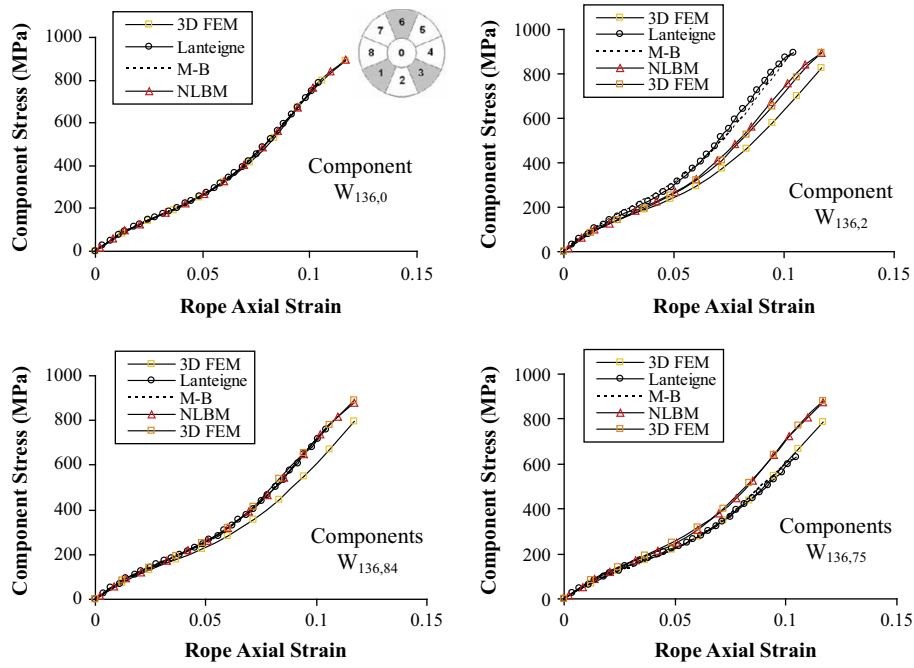 Component Stress (MPa)
1000
800
600
400
200
0
3D FEM
Lanteigne
M-B
NLBM
6
7
5
8
0
4
1
3
2
Component
W136,0
0
0.05
0.1
0.15
Rope Axial Strain
Component Stress (MPa)
1000
800
600
400
200
0
3D FEM
Lanteigne
M-B
NLBM
3D FEM
Component
W136,2
0
0.05
0.1
0.15
Rope Axial Strain
Component Stress (MPa)
1000
800
600
400
200
0
3D FEM
Lanteigne
M-B
NLBM
3D FEM
Components
W136,84
0
0.05
0.1
0.15
Rope Axial Strain
Component Stress (MPa)
1000
800
600
400
200
0
3D FEM
Lanteigne
M-B
NLBM
3D FEM
Components
W136,75
0
0.05
0.1
0.15
Rope Axial Strain